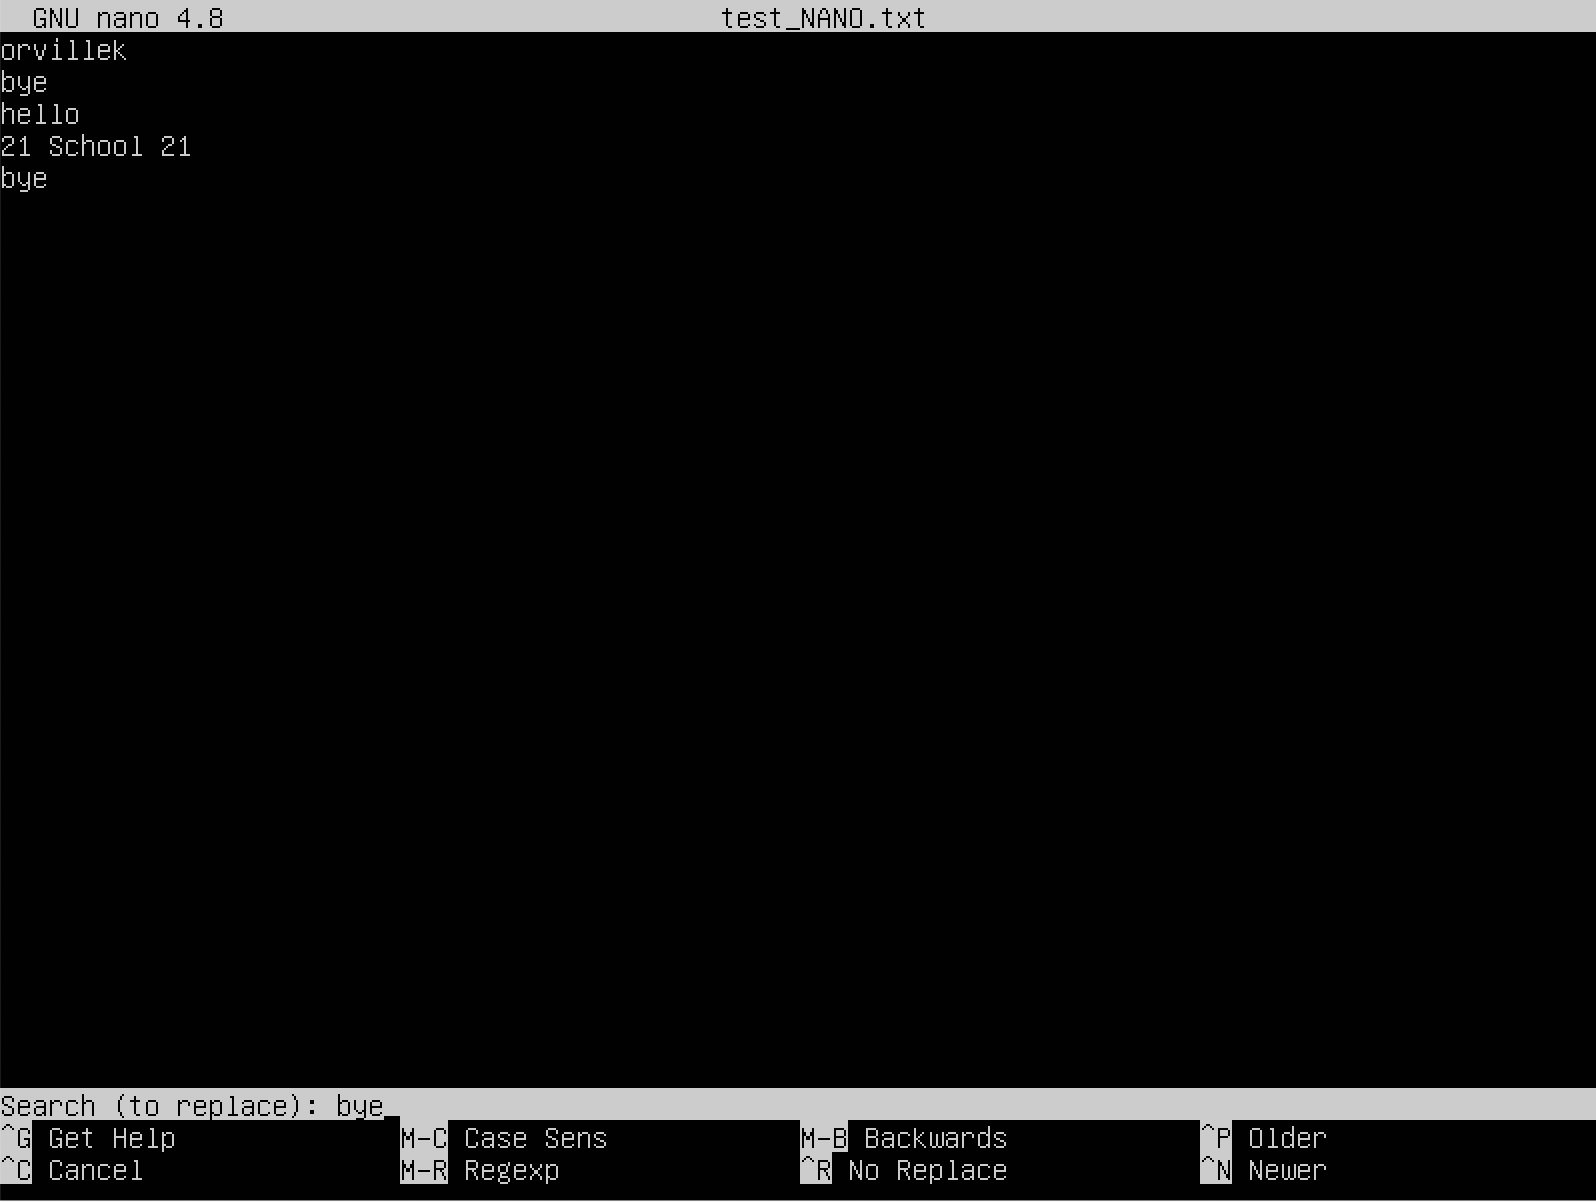 GNU nano 4.8 test_NANO.txt
orvillek
bye
hello
21 School 21
bye
Search (to replace): bye
^G Get Help M-C Case Sens M-B Backwards ^P Older
^C Cancel M-R Regexp ^R No Replace ^N Newer